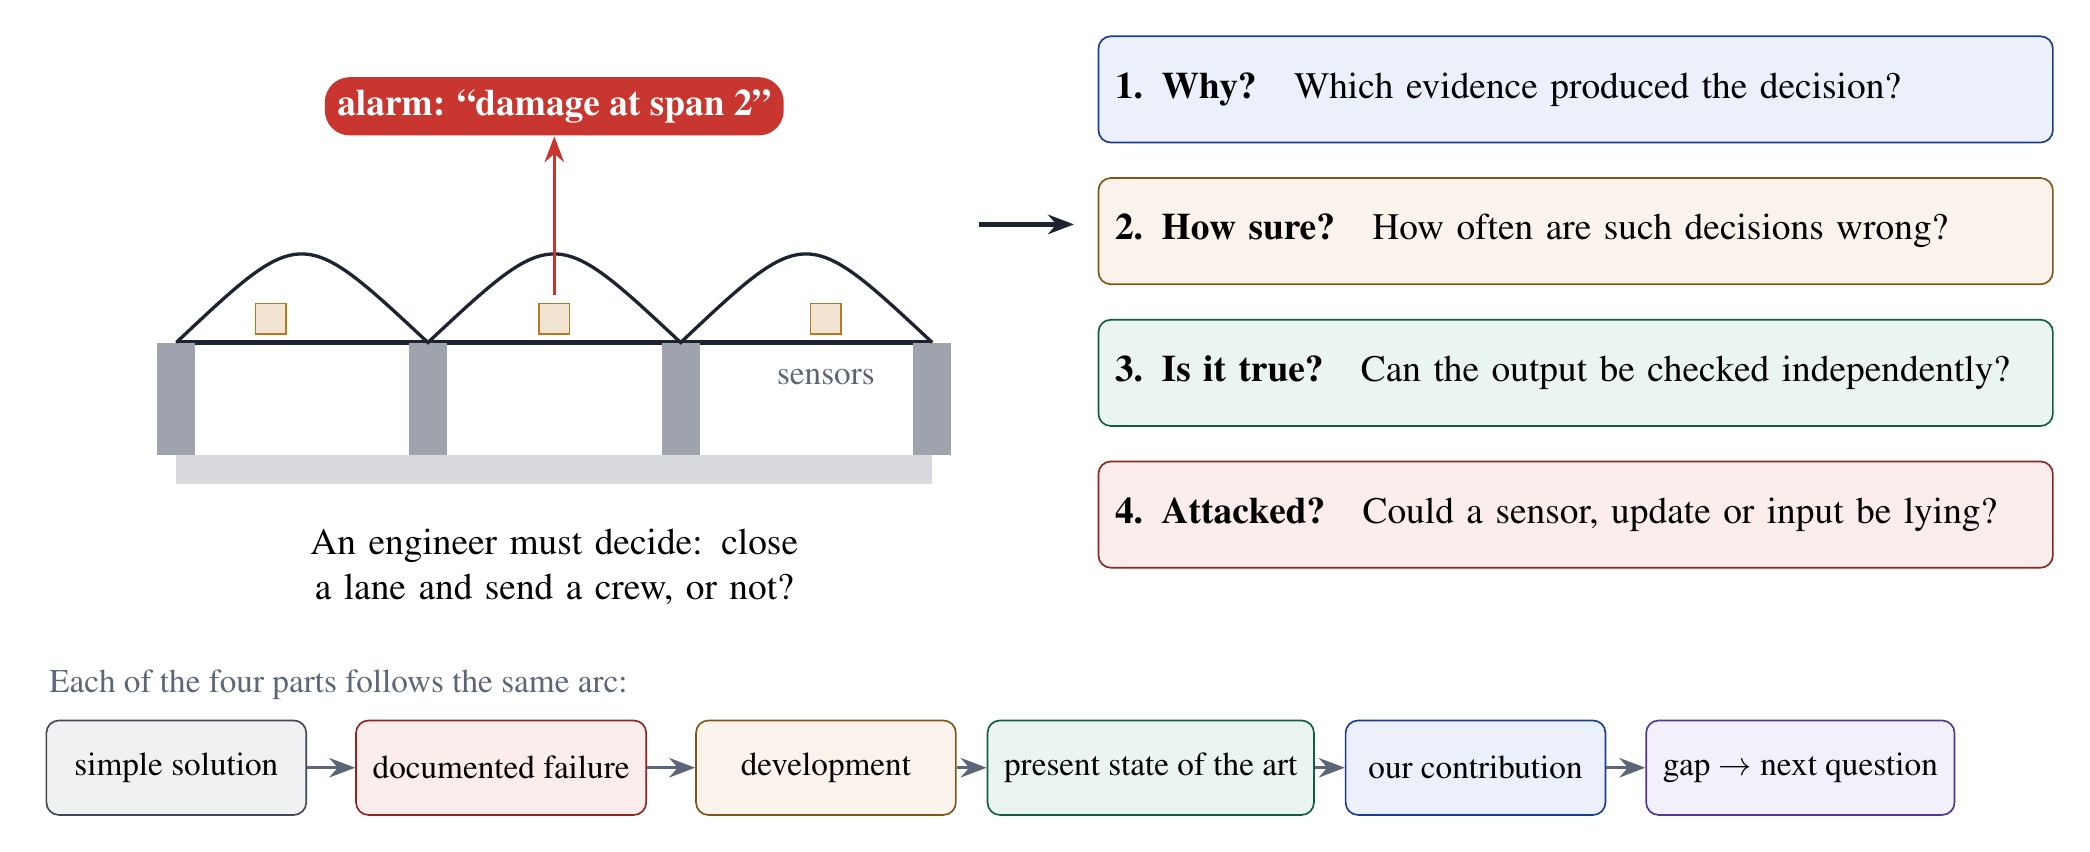 alarm: “damage at span 2”
sensors
An engineer must decide: close
a lane and send a crew, or not?
1. Why? Which evidence produced the decision?
2. How sure? How often are such decisions wrong?
3. Is it true? Can the output be checked independently?
4. Attacked? Could a sensor, update or input be lying?
Each of the four parts follows the same arc:
simple solution
documented failure
development
present state of the art
our contribution
gap → next question